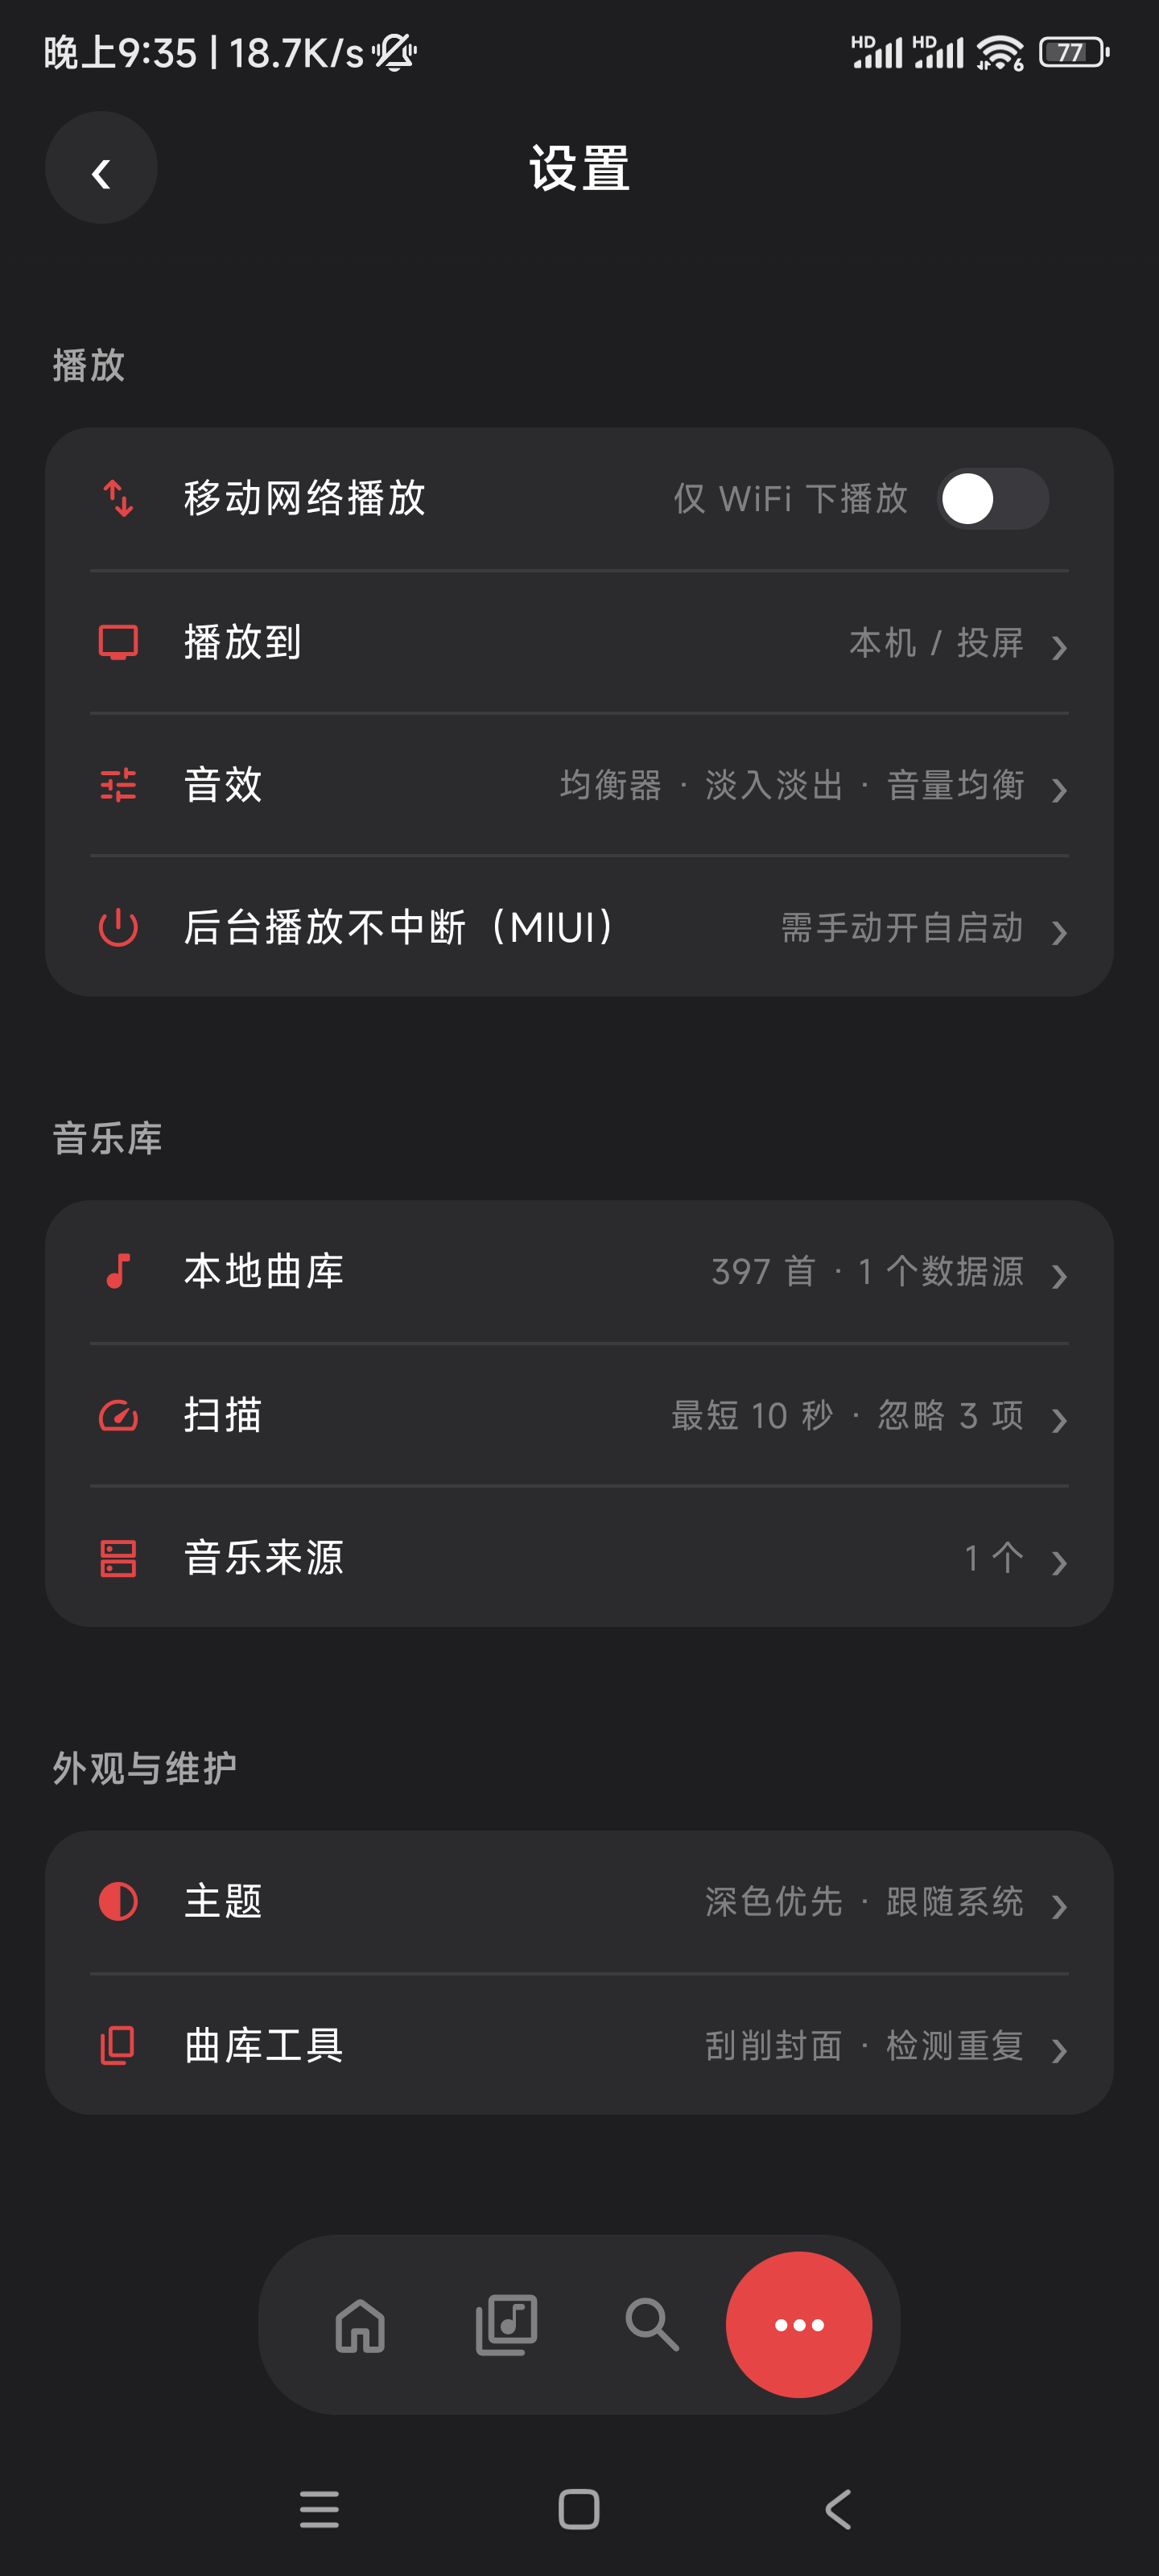 晚上9:35 | 18.7K/s HD HD 6 77
设置
播放
移动网络播放 仅 WiFi 下播放
播放到 本机 / 投屏
音效 均衡器 · 淡入淡出 · 音量均衡
后台播放不中断（MIUI） 需手动开自启动
音乐库
本地曲库 397 首 · 1 个数据源
扫描 最短 10 秒 · 忽略 3 项
音乐来源 1 个
外观与维护
主题 深色优先 · 跟随系统
曲库工具 刮削封面 · 检测重复